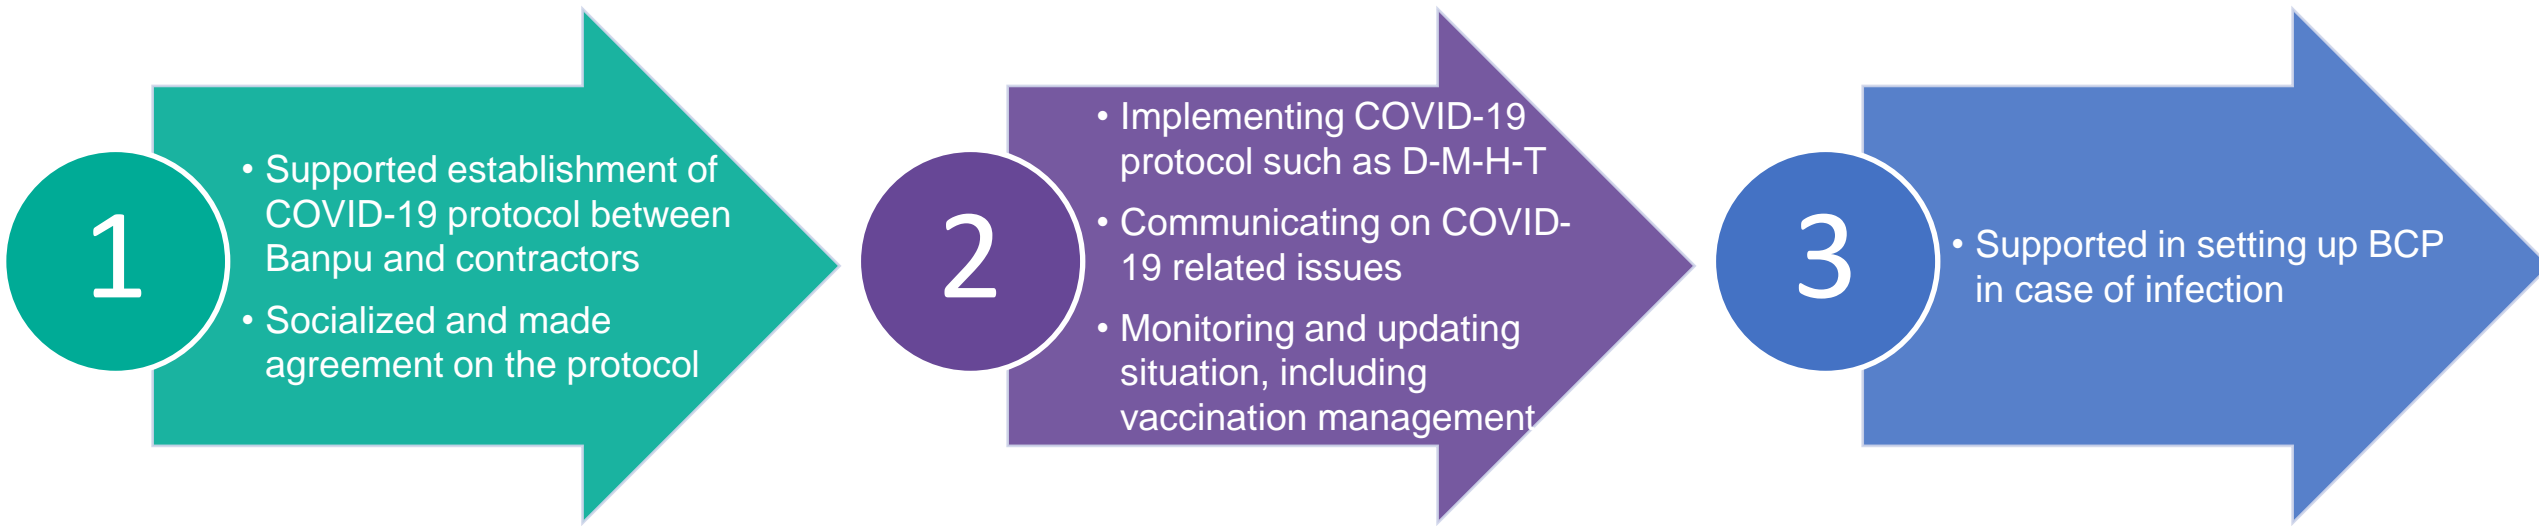 1
• Supported establishment of
COVID-19 protocol between
Banpu and contractors
• Socialized and made
agreement on the protocol
2
• Implementing COVID-19
protocol such as D-M-H-T
• Communicating on COVID-
19 related issues
• Monitoring and updating
situation, including
vaccination management
3
• Supported in setting up BCP
in case of infection